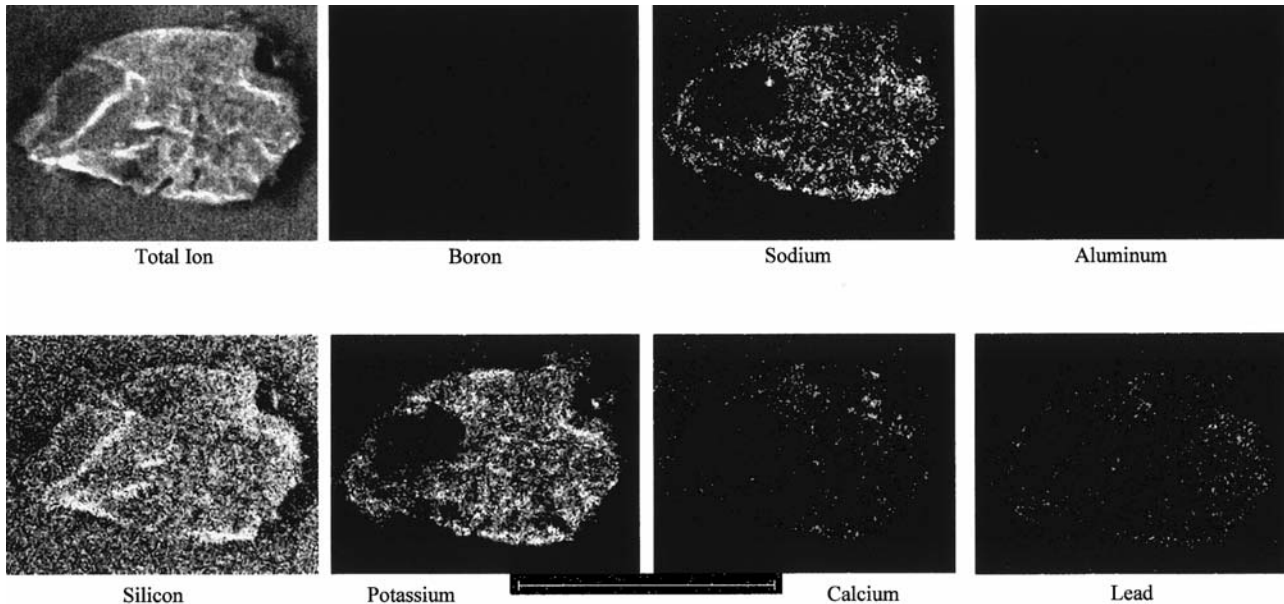 Total Ion
Boron
Sodium
Aluminum
Silicon
Potassium
Calcium
Lead